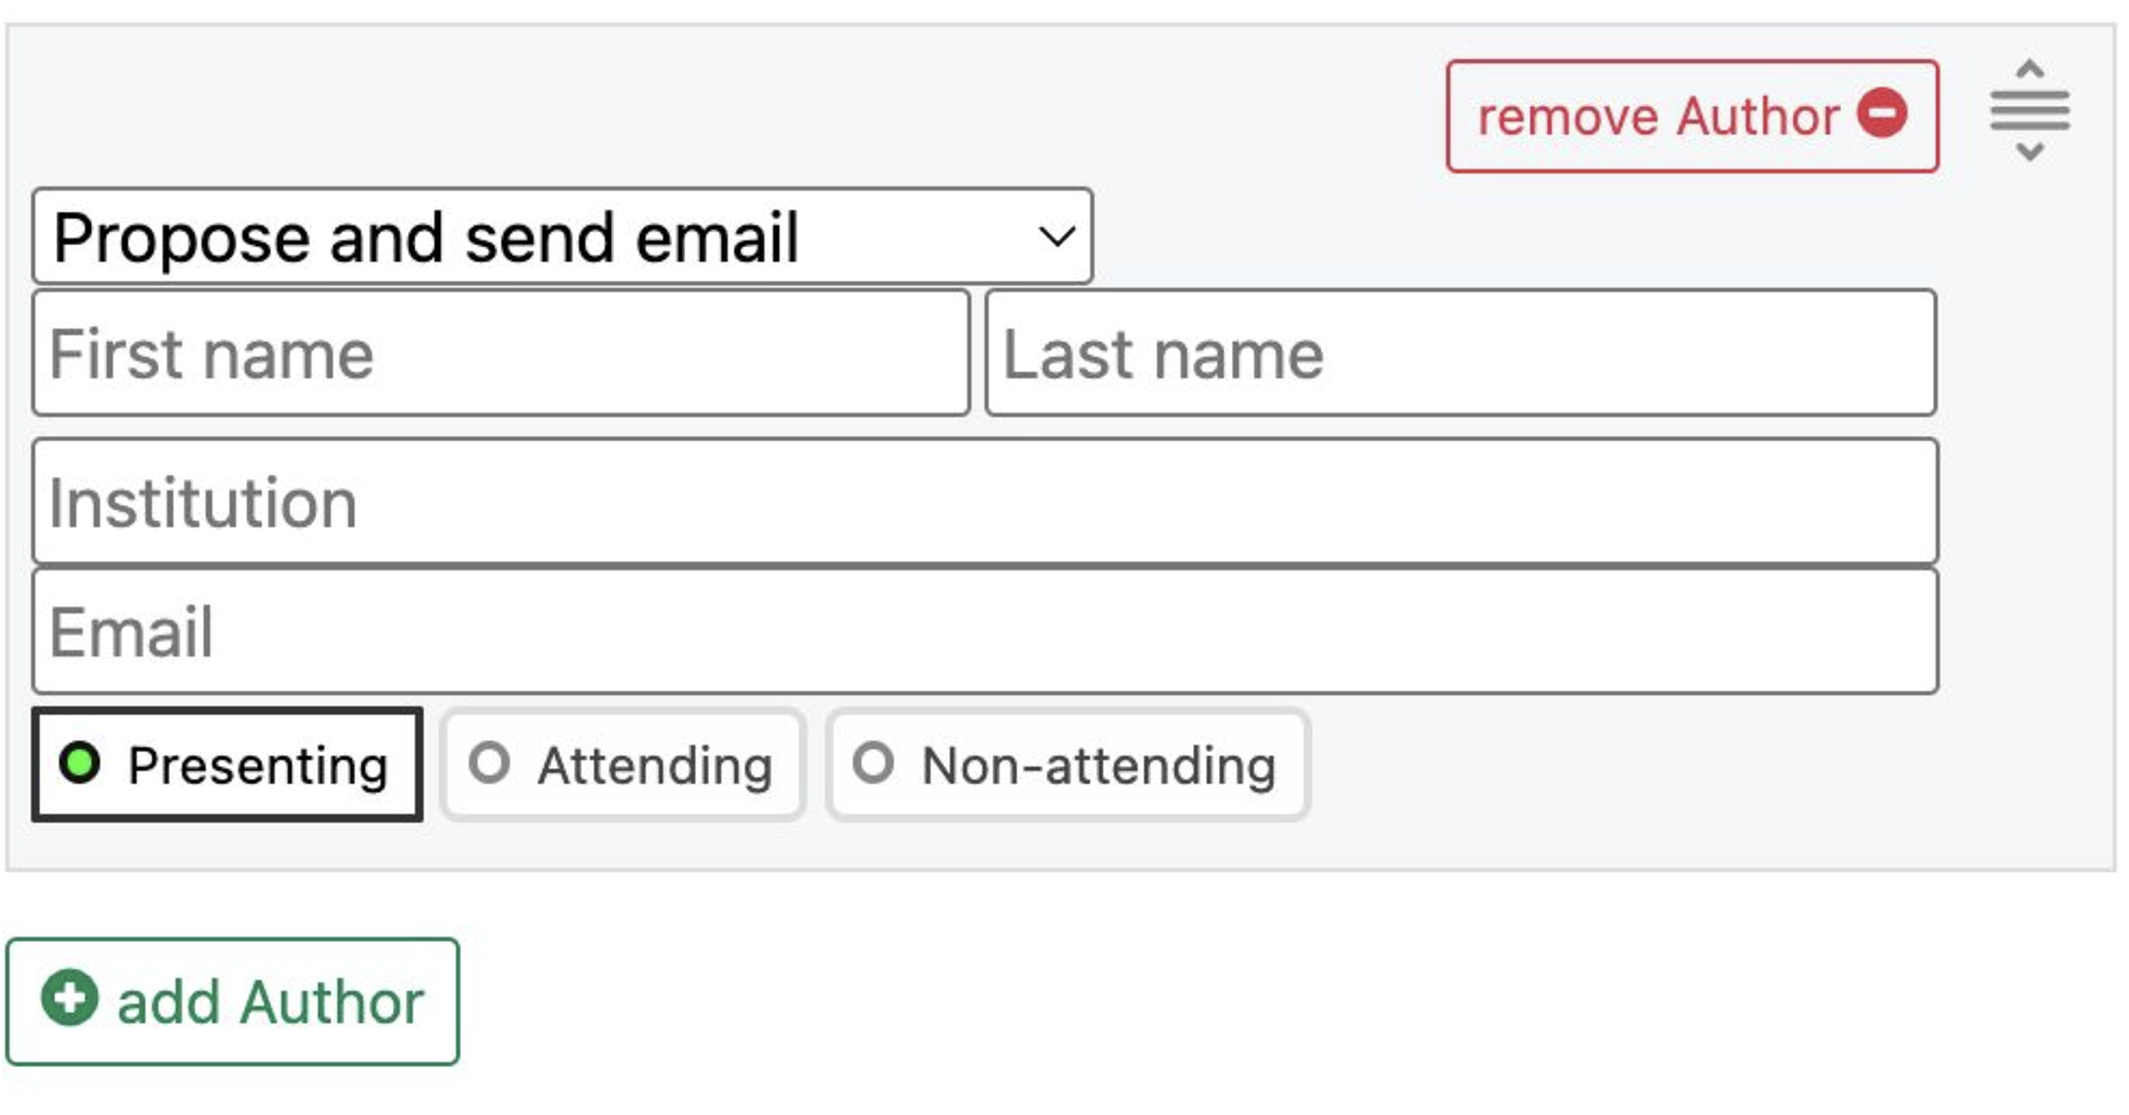 remove Author
Propose and send email
First name Last name
Institution
Email
Presenting Attending Non-attending
add Author